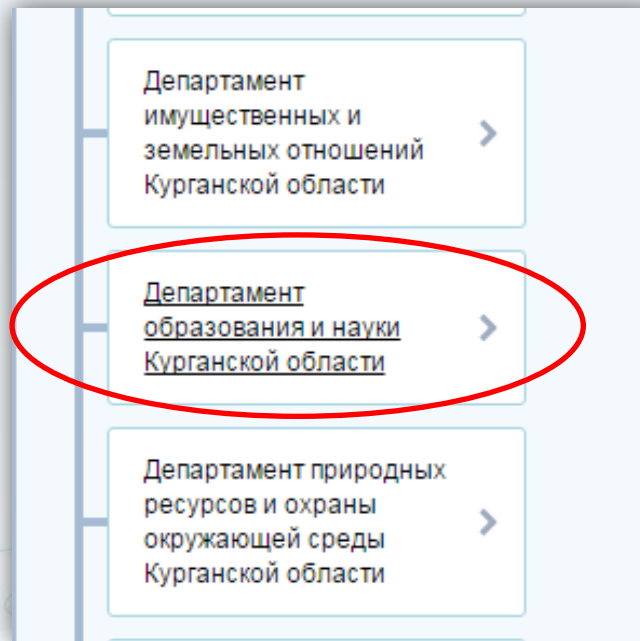 Департамент
имущественных и
земельных отношений
Курганской области
Департамент
образования и науки
Курганской области
Департамент природных
ресурсов и охраны
окружающей среды
Курганской области